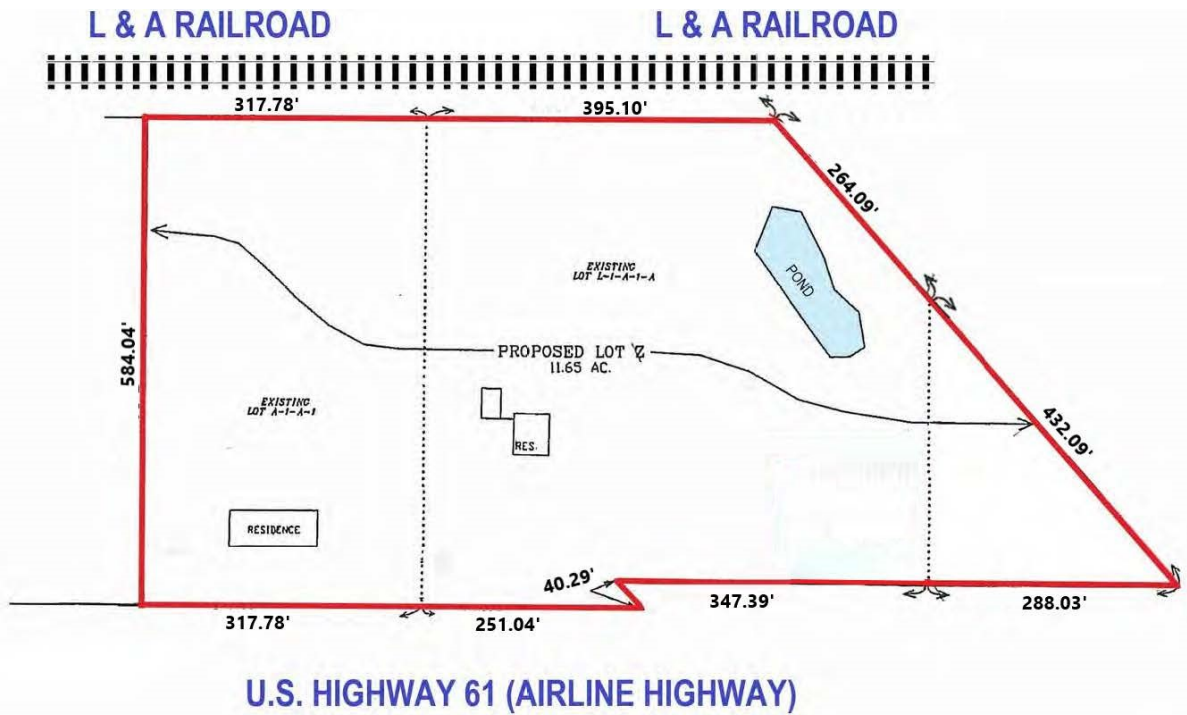 L & A RAILROAD
L & A RAILROAD
317.78'
395.10'
264.09'
POND
EXISTING
LOT L-1-A-1-A
584.04'
PROPOSED LOT Z
11.65 AC.
EXISTING
LOT A-1-A-1
RES.
432.09'
RESIDENCE
40.29'
317.78'
251.04'
347.39'
288.03'
U.S. HIGHWAY 61 (AIRLINE HIGHWAY)